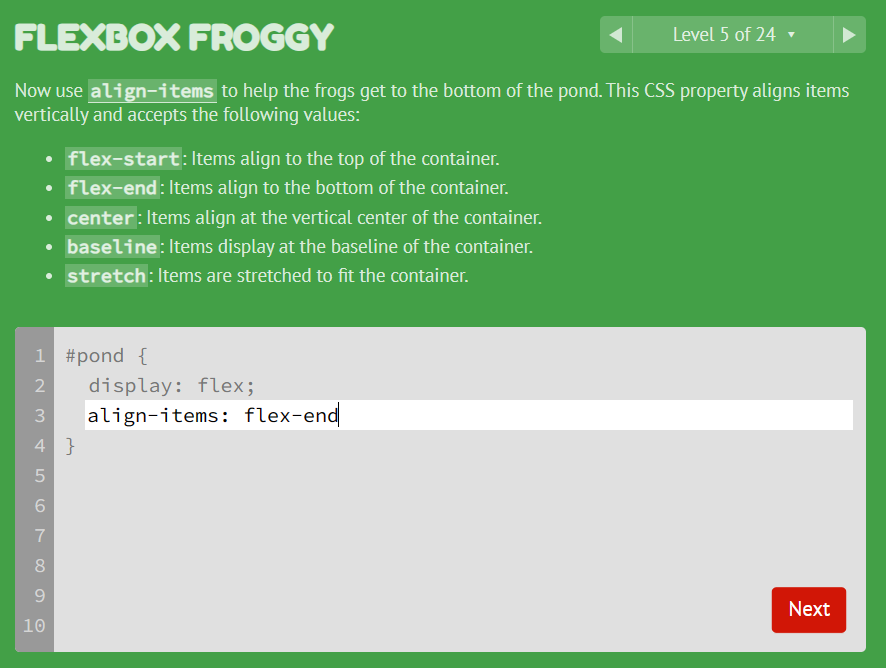 FLEXBOX FROGGY
◀ Level 5 of 24 ▼ ▶
Now use align-items to help the frogs get to the bottom of the pond. This CSS property aligns items
vertically and accepts the following values:
• flex-start: Items align to the top of the container.
• flex-end: Items align to the bottom of the container.
• center: Items align at the vertical center of the container.
• baseline: Items display at the baseline of the container.
• stretch: Items are stretched to fit the container.
1 #pond {
2   display: flex;
3   align-items: flex-end
4 }
5
6
7
8
9
10
Next